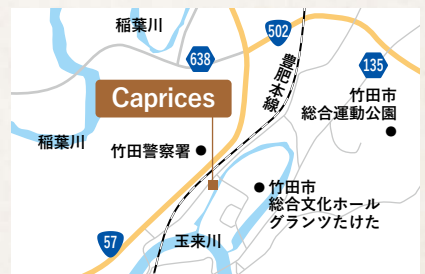 稲葉川
502
638
豊肥本線
135
Caprices
竹田市
総合運動公園
稲葉川
竹田警察署
竹田市
総合文化ホール
グランツたけた
57
玉来川